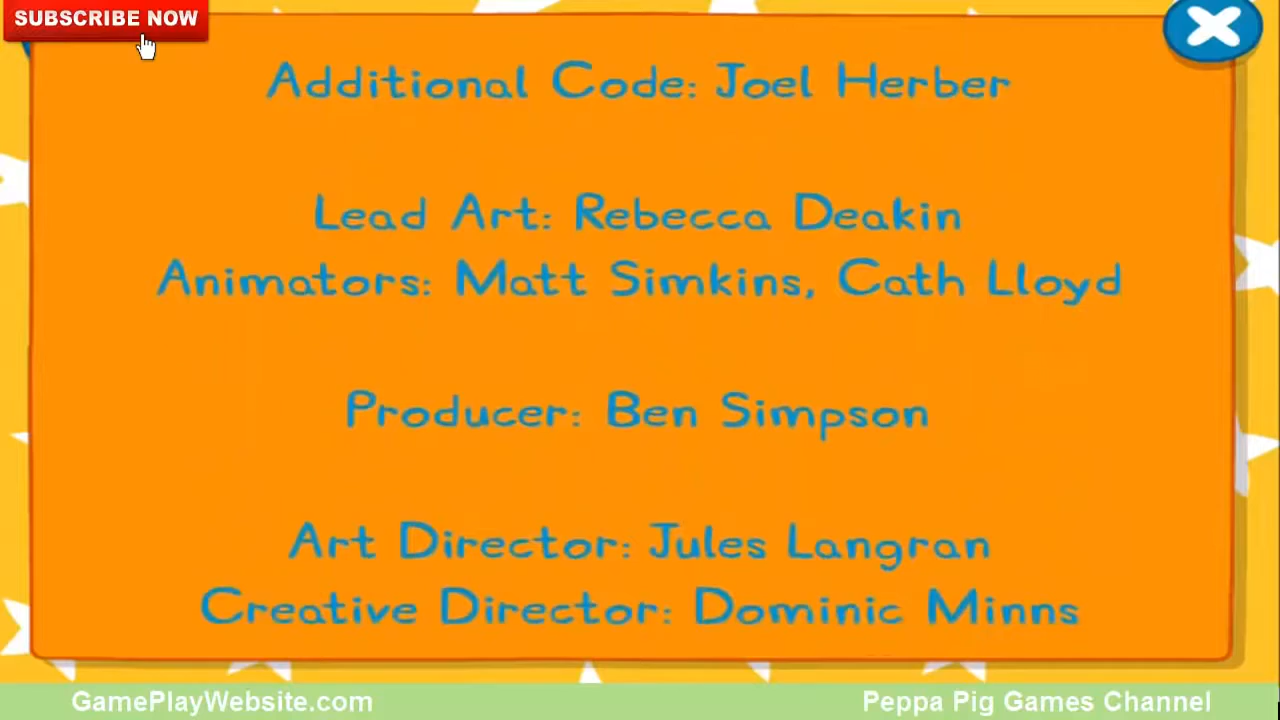 SUBSCRIBE NOW
Additional Code: Joel Herber
Lead Art: Rebecca Deakin
Animators: Matt Simkins, Cath Lloyd
Producer: Ben Simpson
Art Director: Jules Langran
Creative Director: Dominic Minns
GamePlayWebsite.com
Peppa Pig Games Channel